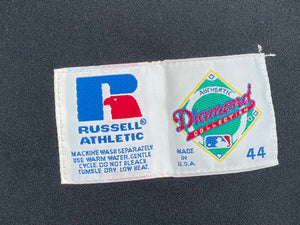 R
RUSSELL®
ATHLETIC
MACHINE WASH SEPARATELY.
USE WARM WATER, GENTLE
CYCLE. DO NOT BLEACH.
TUMBLE DRY, LOW HEAT.
AUTHENTIC
Diamond
COLLECTION
MADE
IN
U.S.A.
44